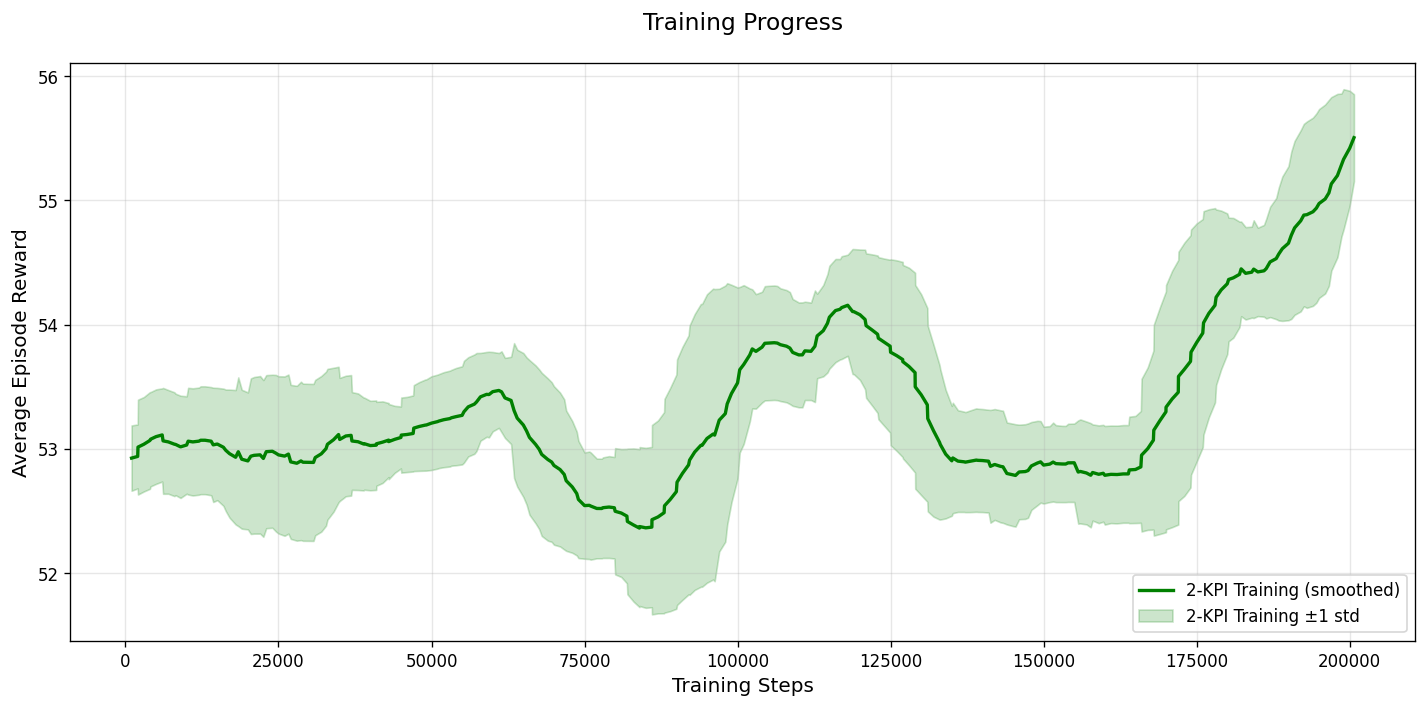 Training Progress
56
55
54
53
52
Average Episode Reward
2-KPI Training (smoothed)
2-KPI Training ±1 std
0
25000
50000
75000
100000
125000
150000
175000
200000
Training Steps